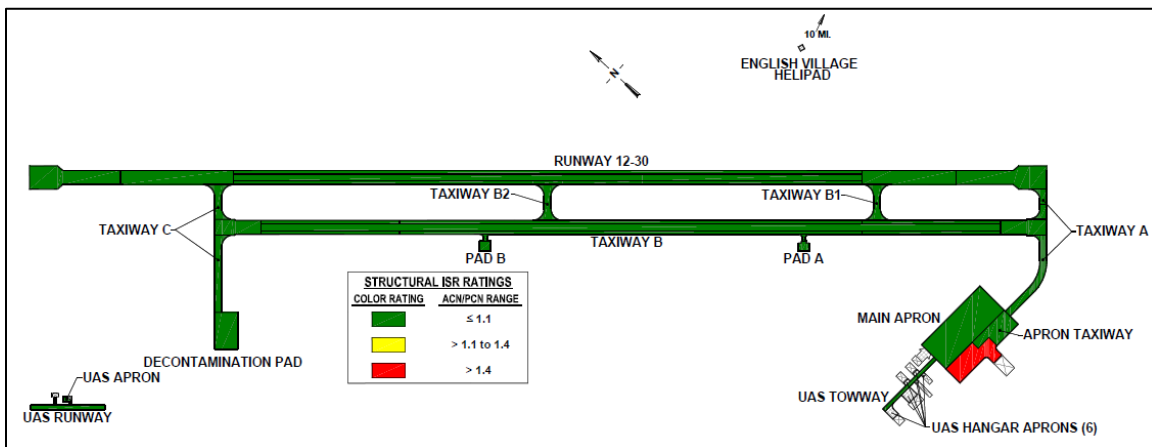 10 MI.
ENGLISH VILLAGE
HELIPAD
N
RUNWAY 12-30
TAXIWAY B2
TAXIWAY B1
TAXIWAY C
TAXIWAY B
TAXIWAY A
PAD B
PAD A
STRUCTURAL ISR RATINGS
COLOR RATING ACN/PCN RANGE
≤ 1.1
> 1.1 to 1.4
> 1.4
MAIN APRON
APRON TAXIWAY
DECONTAMINATION PAD
UAS APRON
UAS RUNWAY
UAS TOWWAY
UAS HANGAR APRONS (6)